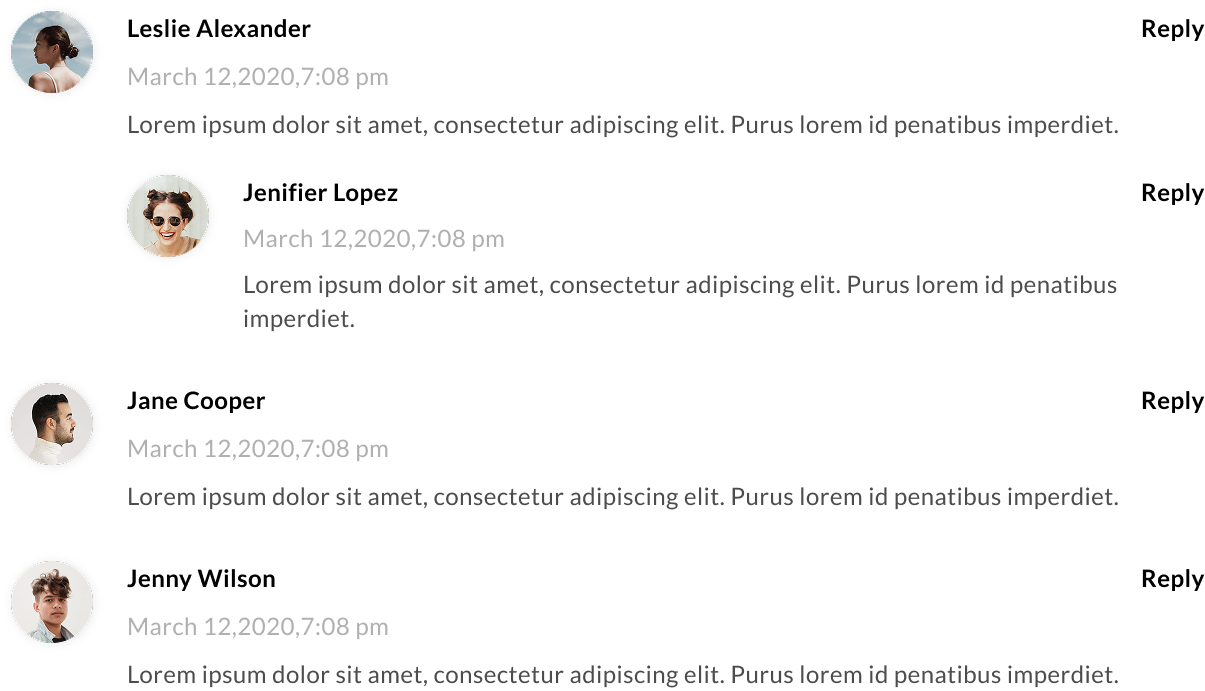 Leslie Alexander Reply
March 12,2020,7:08 pm
Lorem ipsum dolor sit amet, consectetur adipiscing elit. Purus lorem id penatibus imperdiet.
Jenifier Lopez Reply
March 12,2020,7:08 pm
Lorem ipsum dolor sit amet, consectetur adipiscing elit. Purus lorem id penatibus
imperdiet.
Jane Cooper Reply
March 12,2020,7:08 pm
Lorem ipsum dolor sit amet, consectetur adipiscing elit. Purus lorem id penatibus imperdiet.
Jenny Wilson Reply
March 12,2020,7:08 pm
Lorem ipsum dolor sit amet, consectetur adipiscing elit. Purus lorem id penatibus imperdiet.